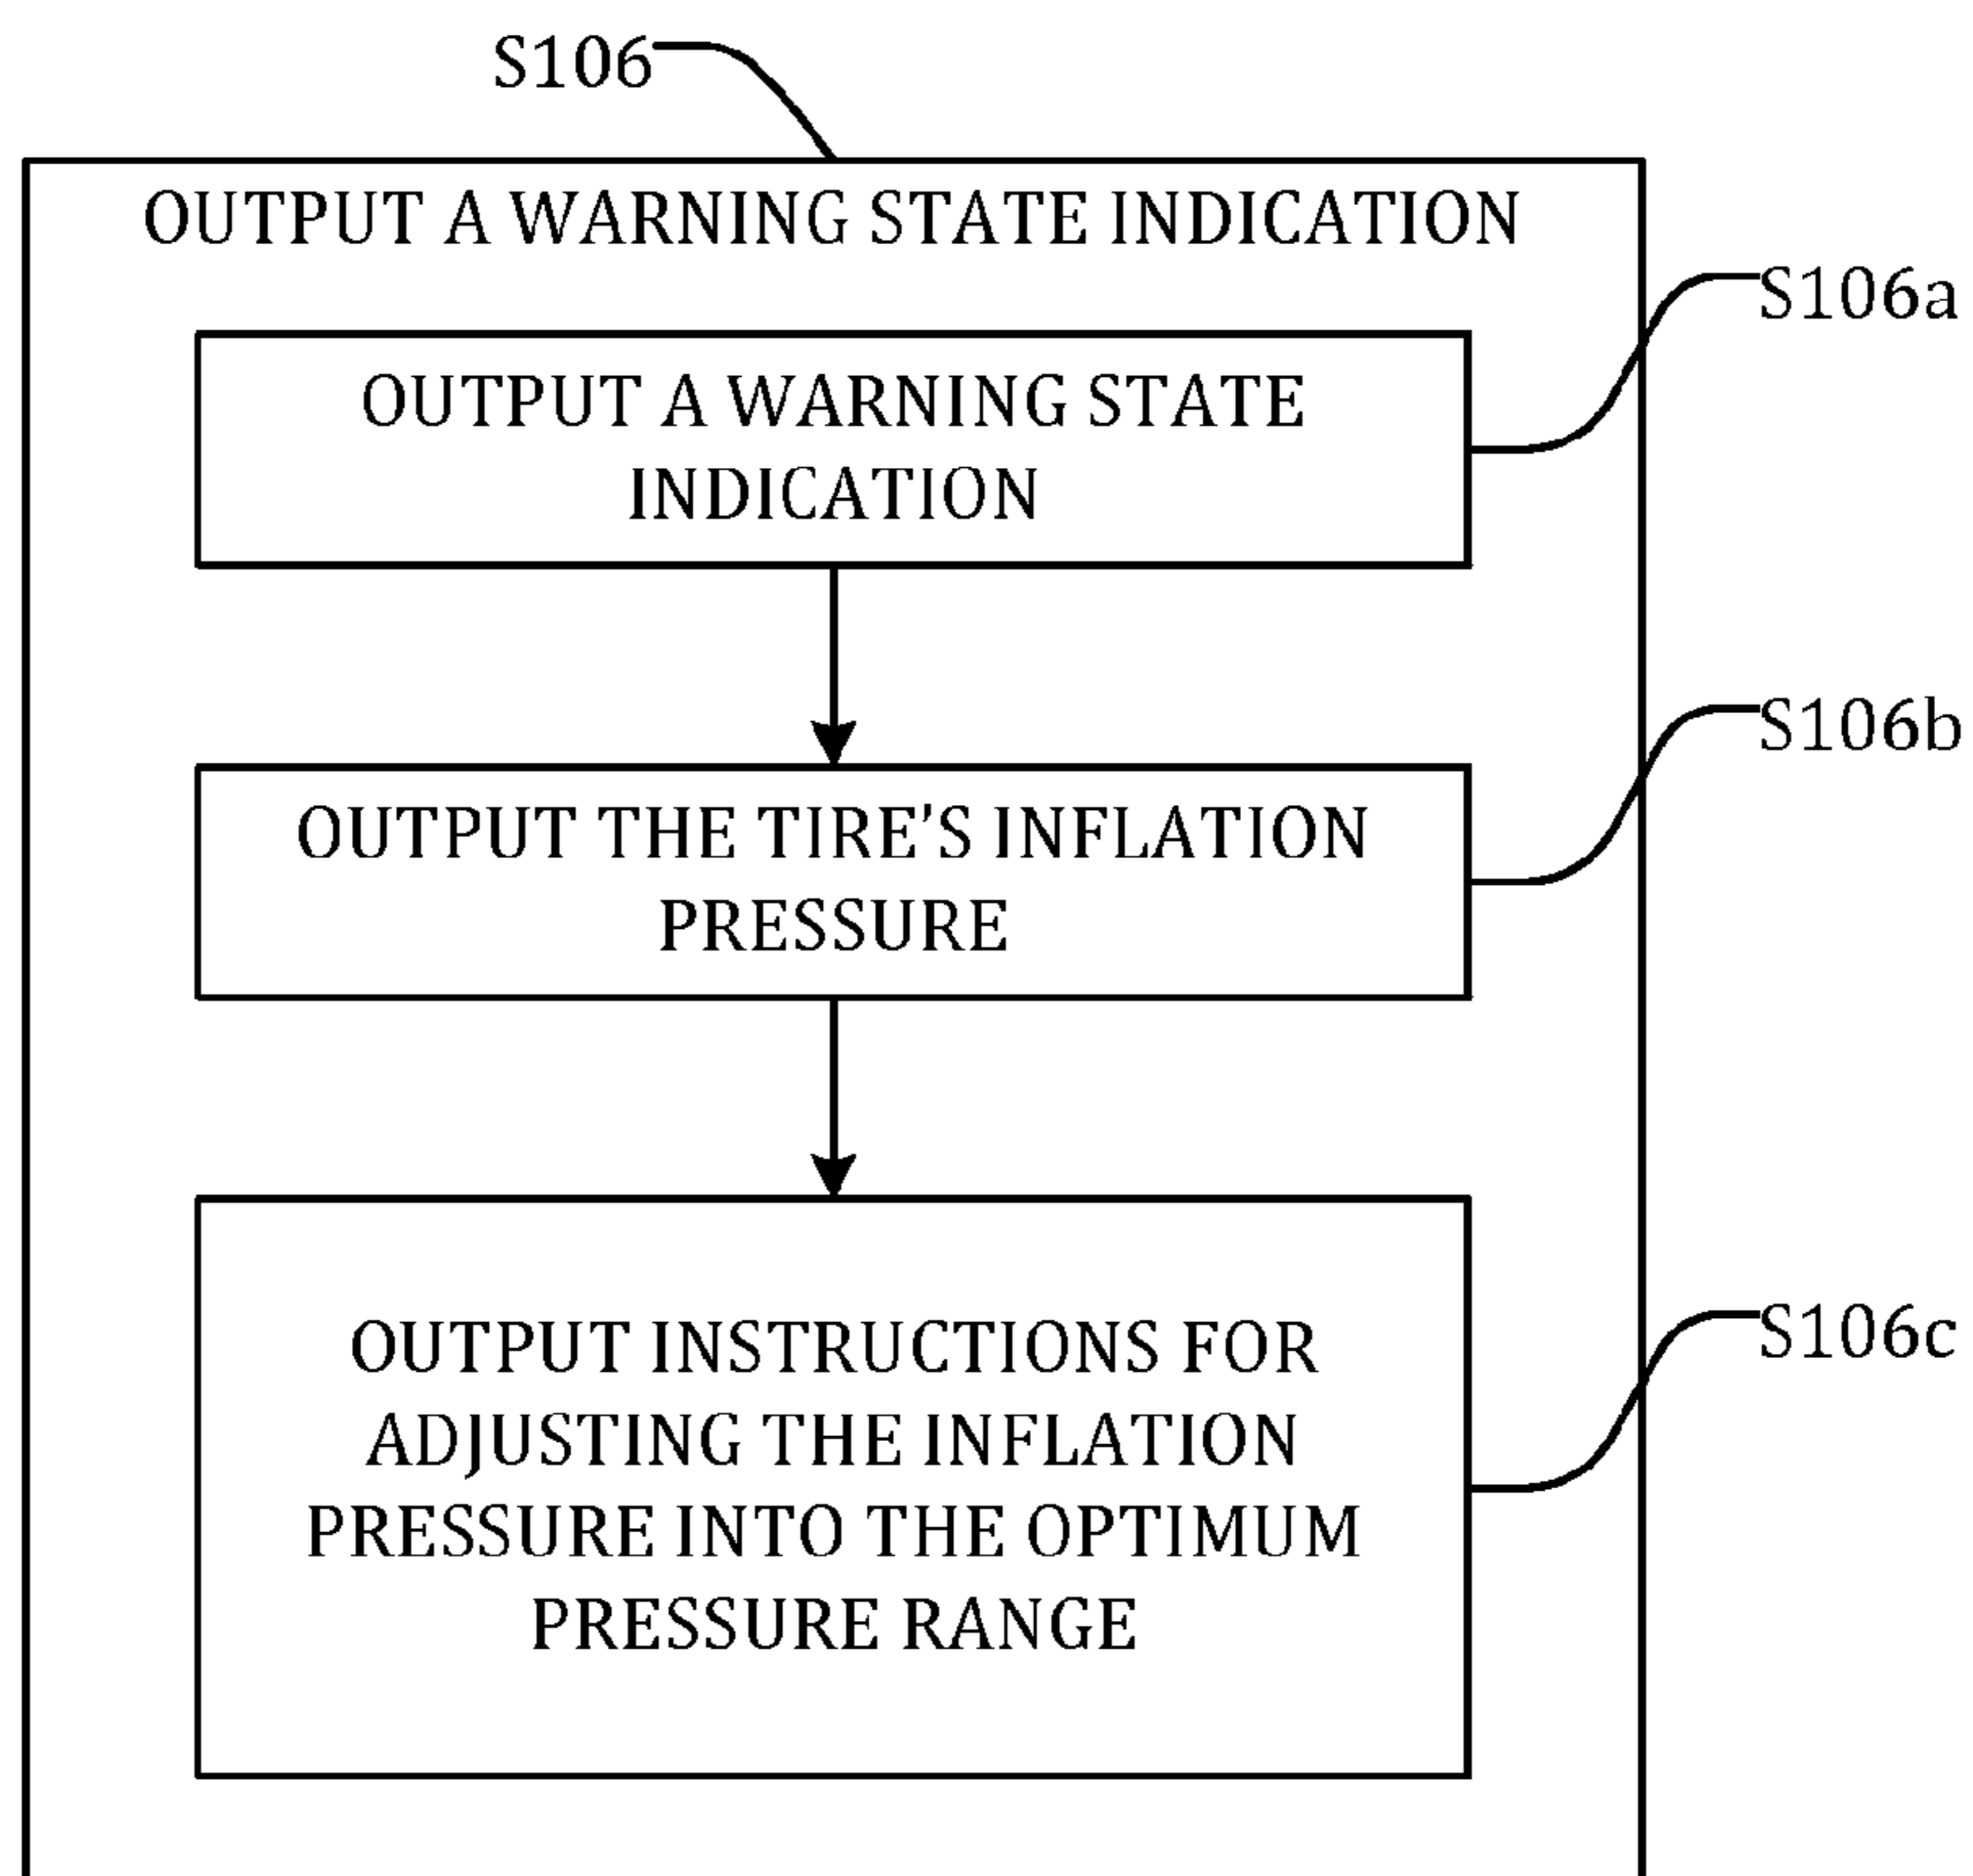 S106
OUTPUT A WARNING STATE INDICATION
S106a
OUTPUT A WARNING STATE
INDICATION
S106b
OUTPUT THE TIRE’S INFLATION
PRESSURE
S106c
OUTPUT INSTRUCTIONS FOR
ADJUSTING THE INFLATION
PRESSURE INTO THE OPTIMUM
PRESSURE RANGE